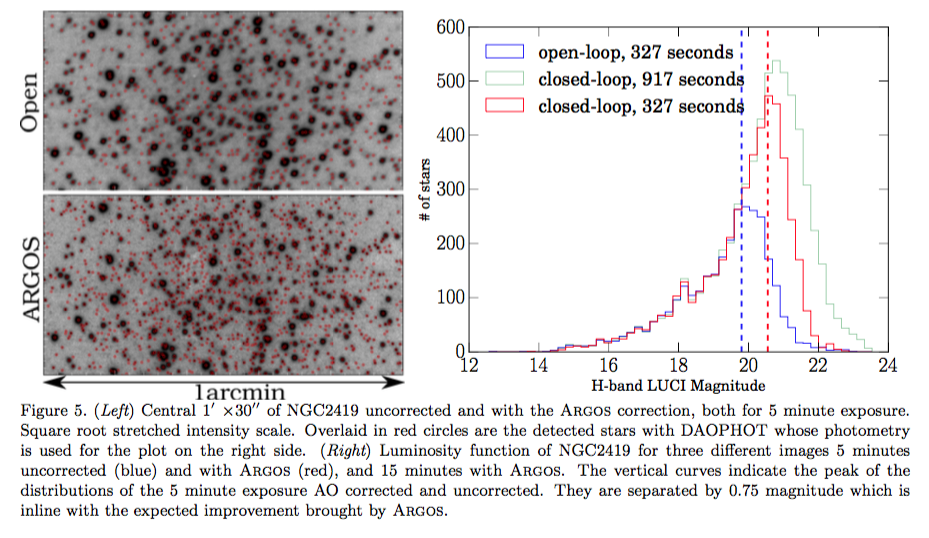 Open
ARGOS
1arcmin
600
500
400
300
200
100
0
# of stars
open-loop, 327 seconds
closed-loop, 917 seconds
closed-loop, 327 seconds
12 14 16 18 20 22 24
H-band LUCI Magnitude
Figure 5. (Left) Central 1′ ×30″ of NGC2419 uncorrected and with the ARGOS correction, both for 5 minute exposure.
Square root stretched intensity scale. Overlaid in red circles are the detected stars with DAOPHOT whose photometry
is used for the plot on the right side. (Right) Luminosity function of NGC2419 for three different images 5 minutes
uncorrected (blue) and with ARGOS (red), and 15 minutes with ARGOS. The vertical curves indicate the peak of the
distributions of the 5 minute exposure AO corrected and uncorrected. They are separated by 0.75 magnitude which is
inline with the expected improvement brought by ARGOS.